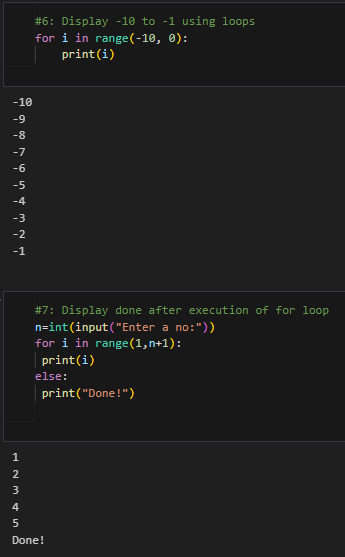 #6: Display -10 to -1 using loops
for i in range(-10, 0):
    print(i)
-10
-9
-8
-7
-6
-5
-4
-3
-2
-1
#7: Display done after execution of for loop
n=int(input("Enter a no:"))
for i in range(1,n+1):
 print(i)
else:
 print("Done!")
1
2
3
4
5
Done!